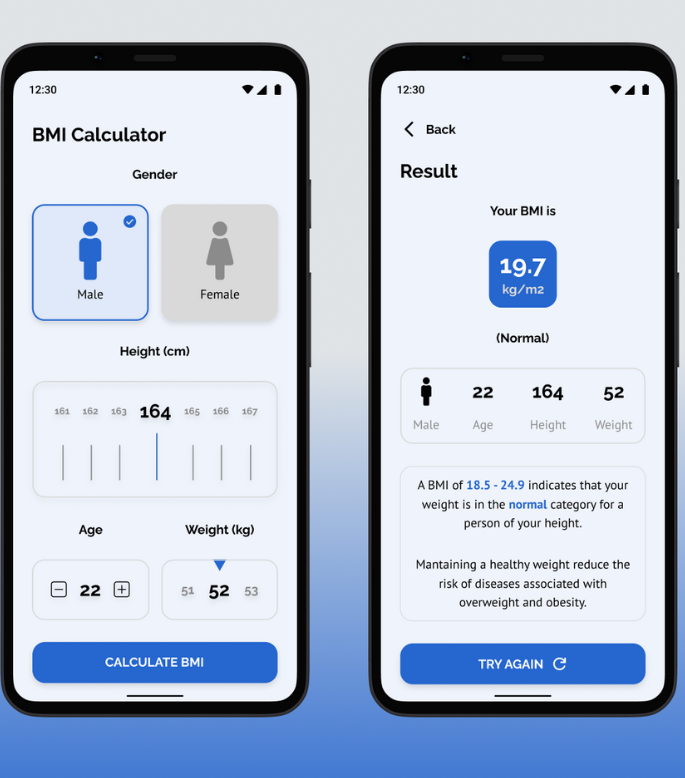 12:30
BMI Calculator
Gender
Male
Female
Height (cm)
161 162 163 164 165 166 167
Age
Weight (kg)
22
51 52 53
CALCULATE BMI
12:30
Back
Result
Your BMI is
19.7
kg/m2
(Normal)
22 164 52
Male Age Height Weight
A BMI of 18.5 - 24.9 indicates that your
weight is in the normal category for a
person of your height.
Mantaining a healthy weight reduce the
risk of diseases associated with
overweight and obesity.
TRY AGAIN